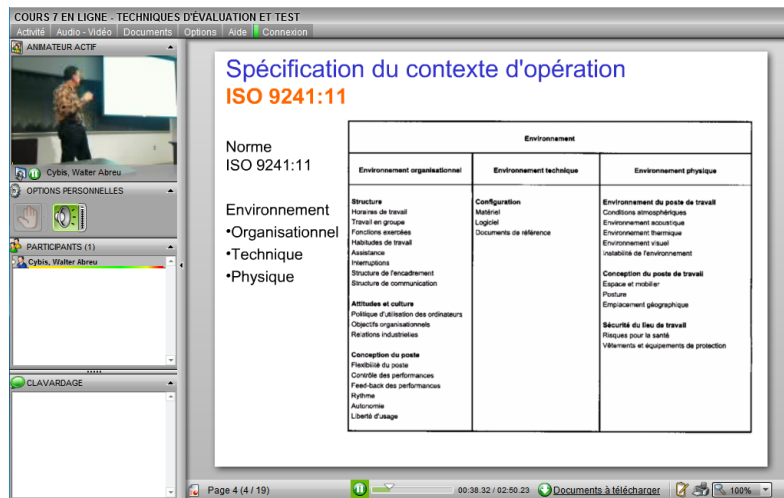 COURS 7 EN LIGNE - TECHNIQUES D'ÉVALUATION ET TEST
Activité Audio - Vidéo Documents Options Aide Connexion
ANIMATEUR ACTIF
Cybis, Walter Abreu
OPTIONS PERSONNELLES
PARTICIPANTS (1)
Cybis, Walter Abreu
CLAVARDAGE
Spécification du contexte d'opération
ISO 9241:11
Norme
ISO 9241:11
Environnement
•Organisationnel
•Technique
•Physique
Environnement
Environnement organisationnel
Structure
Horaires de travail
Travail en groupe
Fonctions exercées
Habitudes de travail
Assistance
Interruptions
Structure de l'encadrement
Structure de communication
Attitudes et culture
Politique d'utilisation des ordinateurs
Objectifs organisationnels
Relations industrielles
Conception du poste
Flexibilité du poste
Contrôle des performances
Feed-back des performances
Rythme
Autonomie
Liberté d'usage
Environnement technique
Configuration
Matériel
Logiciel
Documents de référence
Environnement physique
Environnement du poste de travail
Conditions atmosphériques
Environnement acoustique
Environnement thermique
Environnement visuel
Instabilité de l'environnement
Conception du poste de travail
Espace et mobilier
Posture
Emplacement géographique
Sécurité du lieu de travail
Risques pour la santé
Vêtements et équipements de protection
Page 4 (4 / 19)
00:38.32 / 02:50.23
Documents à télécharger
100%